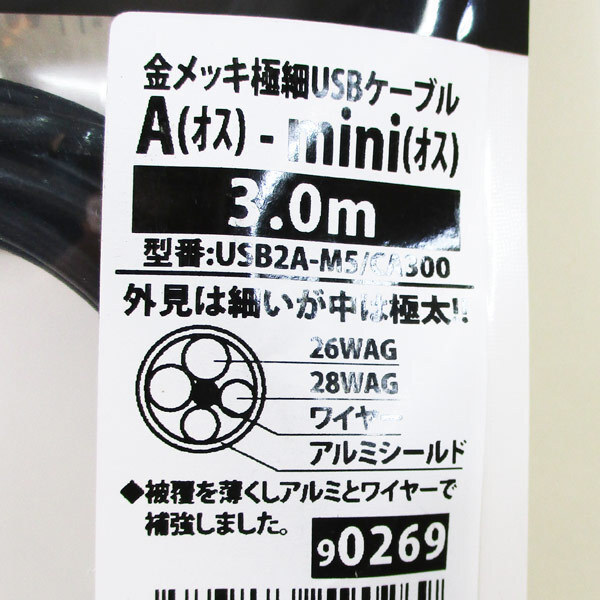 金メッキ極細USBケーブル
A(オス) - mini(オス)
3.0m
型番:USB2A-M5/CA300
外見は細いが中は極太!!
26WAG
28WAG
ワイヤー
アルミシールド
◆被覆を薄くしアルミとワイヤーで
補強しました。
90269